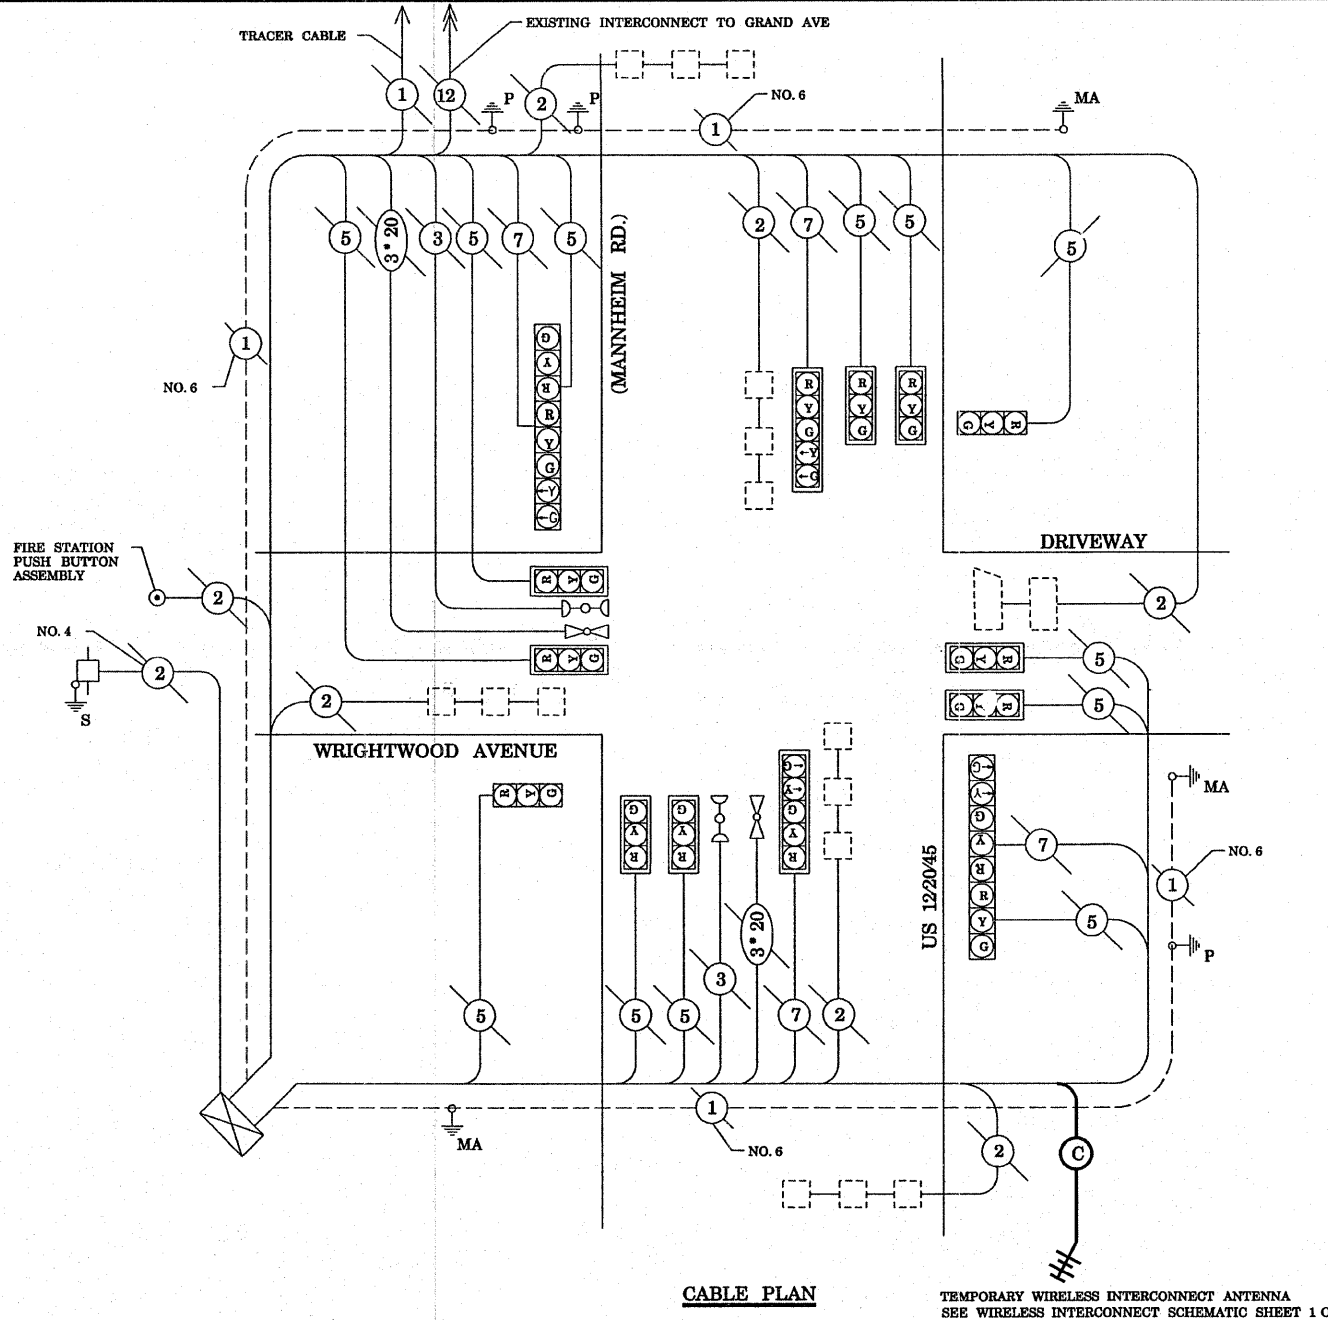 TRACER CABLE
EXISTING INTERCONNECT TO GRAND AVE
1
12
2
P
P
NO. 6
1
MA
5
3 * 20
3
5
7
5
2
7
5
5
5
(MANNHEIM RD.)
1
NO. 6
G
Y
R
R
Y
G
←Y
←G
R
Y
G
←Y
←G
R
Y
G
R
Y
G
G Y R
FIRE STATION
PUSH BUTTON
ASSEMBLY
2
DRIVEWAY
R Y G
2
NO. 4
2
S
R Y G
G Y R
5
2
G Y R
5
WRIGHTWOOD AVENUE
R Y G
G
Y
R
G
Y
R
←G
←Y
G
Y
R
←G
←Y
G
Y
R
R
Y
G
US 12/20/45
7
5
MA
NO. 6
1
P
3 * 20
3
5
5
5
7
2
MA
1
NO. 6
2
C
CABLE PLAN
TEMPORARY WIRELESS INTERCONNECT ANTENNA
SEE WIRELESS INTERCONNECT SCHEMATIC SHEET 1 O